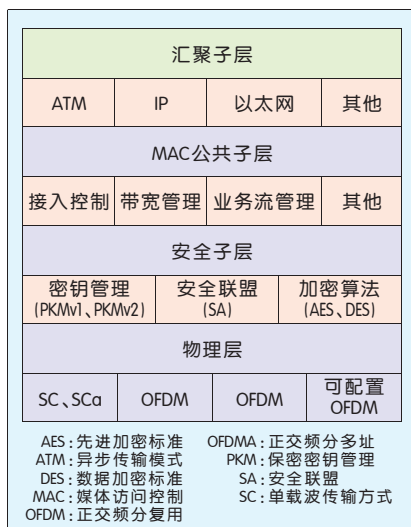 汇聚子层
ATM IP 以太网 其他
MAC公共子层
接入控制 带宽管理 业务流管理 其他
安全子层
密钥管理 安全联盟 加密算法
(PKMv1、PKMv2) (SA) (AES、DES)
物理层
SC、SCa OFDM OFDM 可配置
OFDM
AES:先进加密标准 OFDMA:正交频分多址
ATM:异步传输模式 PKM:保密密钥管理
DES:数据加密标准 SA:安全联盟
MAC:媒体访问控制 SC:单载波传输方式
OFDM:正交频分复用